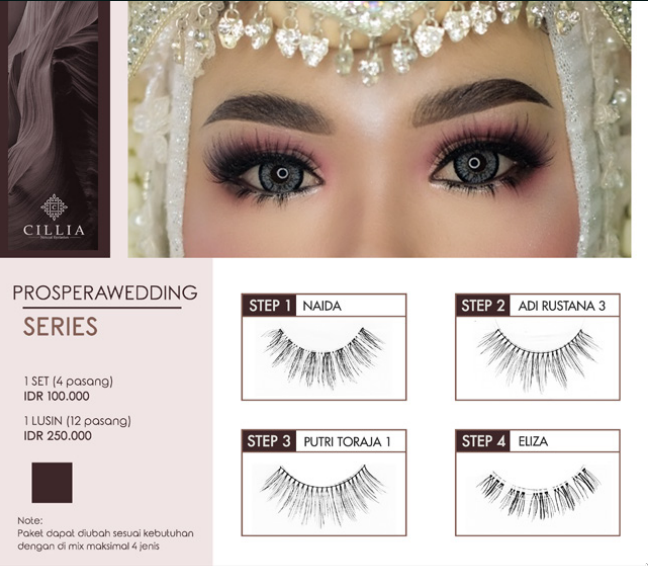 CILLIA
PROSPERAWEDDING
SERIES
1 SET (4 pasang)
IDR 100.000
1 LUSIN (12 pasang)
IDR 250.000
Note:
Paket dapat diubah sesuai kebutuhan
dengan di mix maksimal 4 jenis
STEP 1 NAIDA
STEP 2 ADI RUSTANA 3
STEP 3 PUTRI TORAJA 1
STEP 4 ELIZA